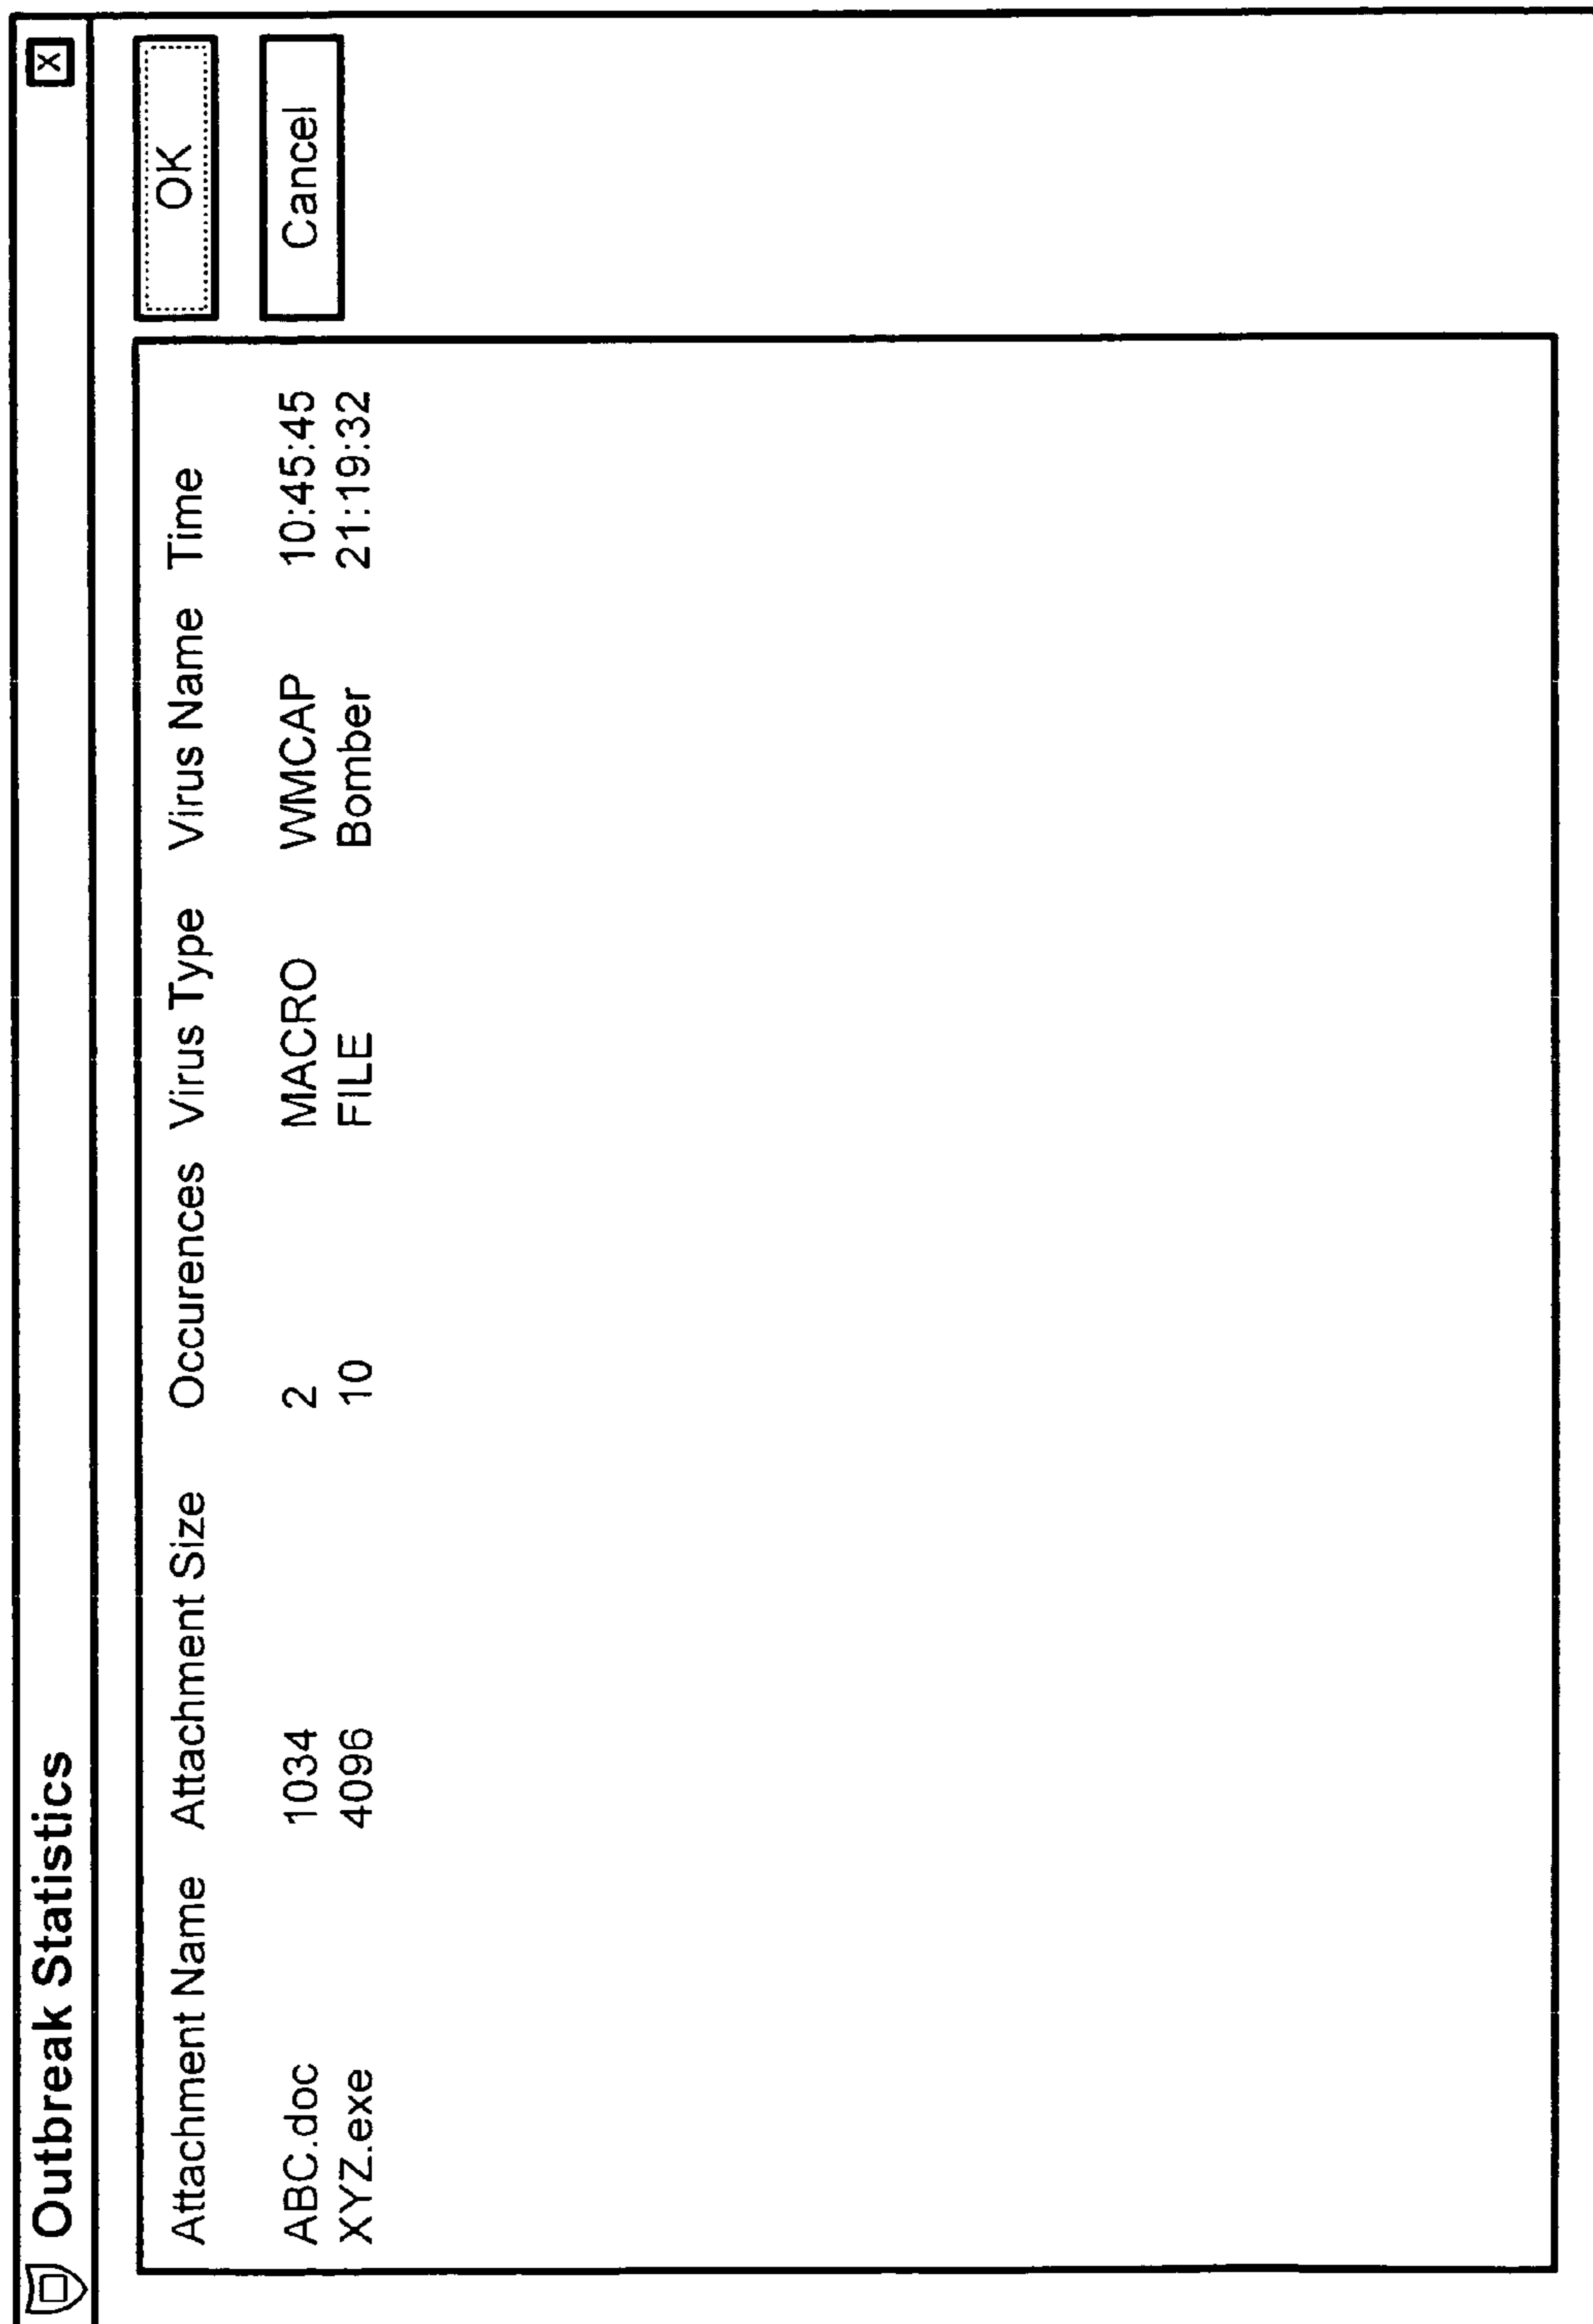 Outbreak Statistics X
Attachment Name Attachment Size Occurences Virus Type Virus Name Time
ABC.doc 1034 2 MACRO WMCAP 10:45:45
XYZ.exe 4096 10 FILE Bomber 21:19:32
OK
Cancel